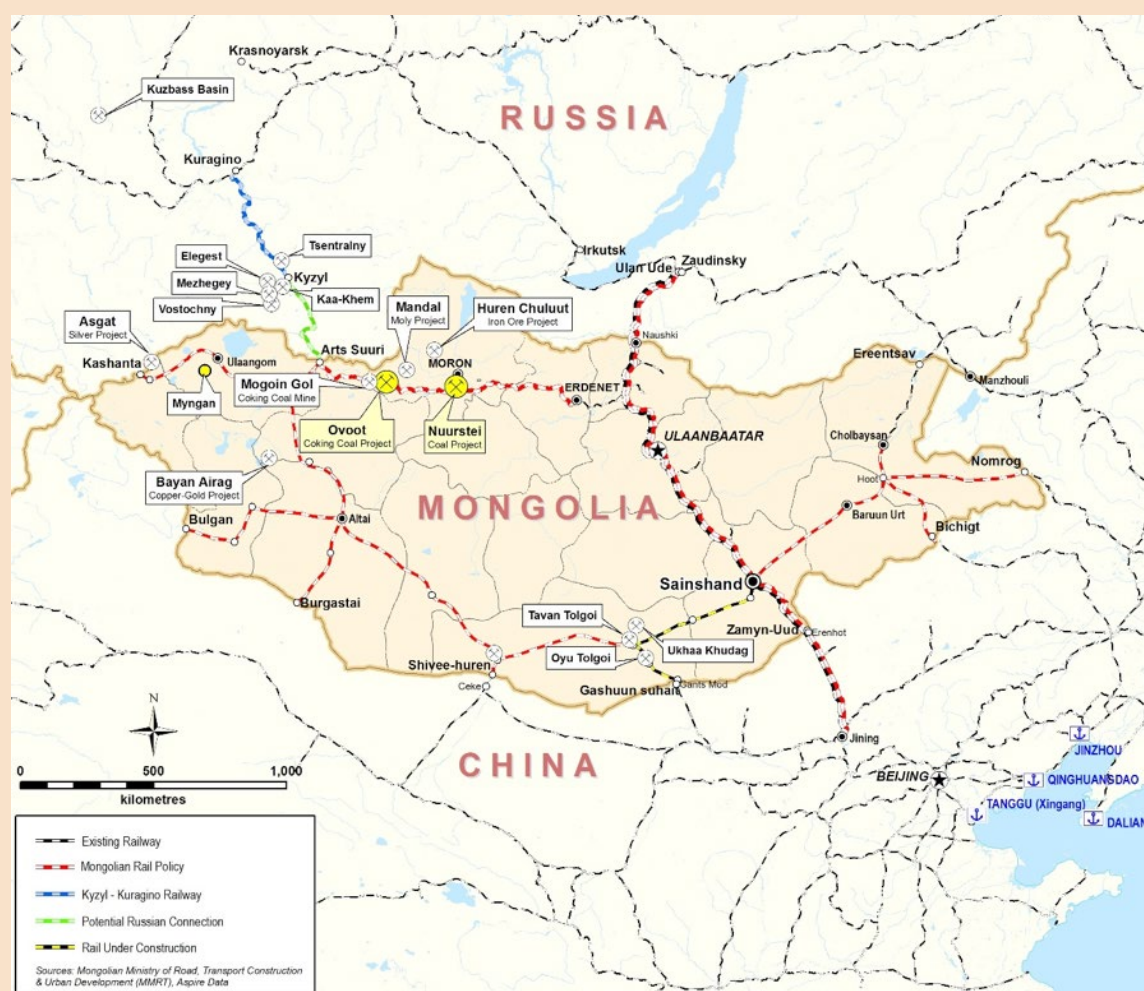 Krasnoyarsk
Kuzbass Basin
RUSSIA
Kuragino
Tsentralny
Irkutsk
Elegest
Ulan Ude
Zaudinsky
Mezhegey
Kyzyl
Vostochny
Kaa-Khem
Mandal
Moly Project
Huren Chuluut
Iron Ore Project
Asgat
Silver Project
Naushki
Arts Suuri
Kashanta
Ulaangom
MORON
Ereentsav
Manzhouli
Mogoin Gol
Coking Coal Mine
ERDENET
Myngan
Ovoot
Coking Coal Project
Nuurstei
Coal Project
ULAANBAATAR
Cholbaysan
Nomrog
Bayan Airag
Copper-Gold Project
Hoot
MONGOLIA
Baruun Urt
Bulgan
Altai
Bichigt
Sainshand
Burgastai
Tavan Tolgoi
Zamyn-Uud
Erenhot
Ukhaa Khudag
Oyu Tolgoi
Shivee-huren
Ceke
Gashuun suhait
Gants Mod
N
Jining
JINZHOU
CHINA
0 500 1,000
kilometres
BEIJING
QINGHUANGDAO
TANGGU (Xingang)
DALIAN
Existing Railway
Mongolian Rail Policy
Kyzyl - Kuragino Railway
Potential Russian Connection
Rail Under Construction
Sources: Mongolian Ministry of Road, Transport Construction
& Urban Development (MMRT), Aspire Data